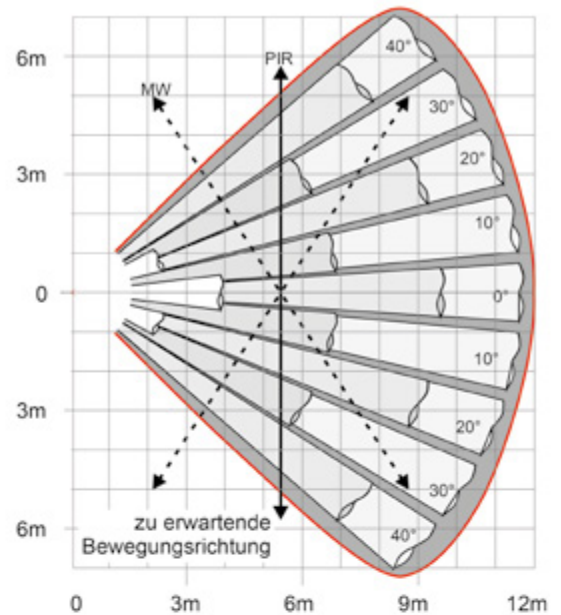 6m
3m
0
3m
6m
PIR
MW
40°
30°
20°
10°
0°
10°
20°
30°
40°
zu erwartende
Bewegungsrichtung
0 3m 6m 9m 12m